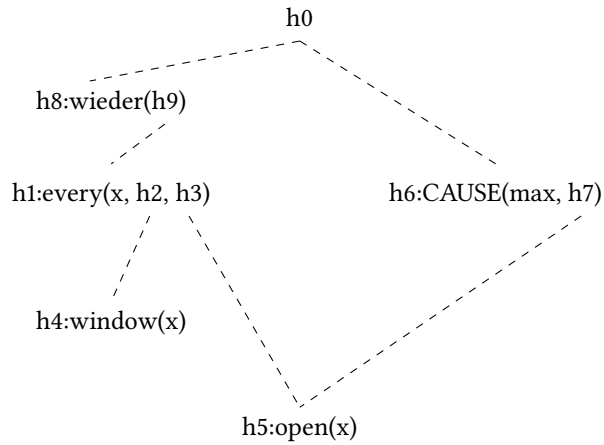 h0
h8:wieder(h9)
h1:every(x, h2, h3)
h6:CAUSE(max, h7)
h4:window(x)
h5:open(x)